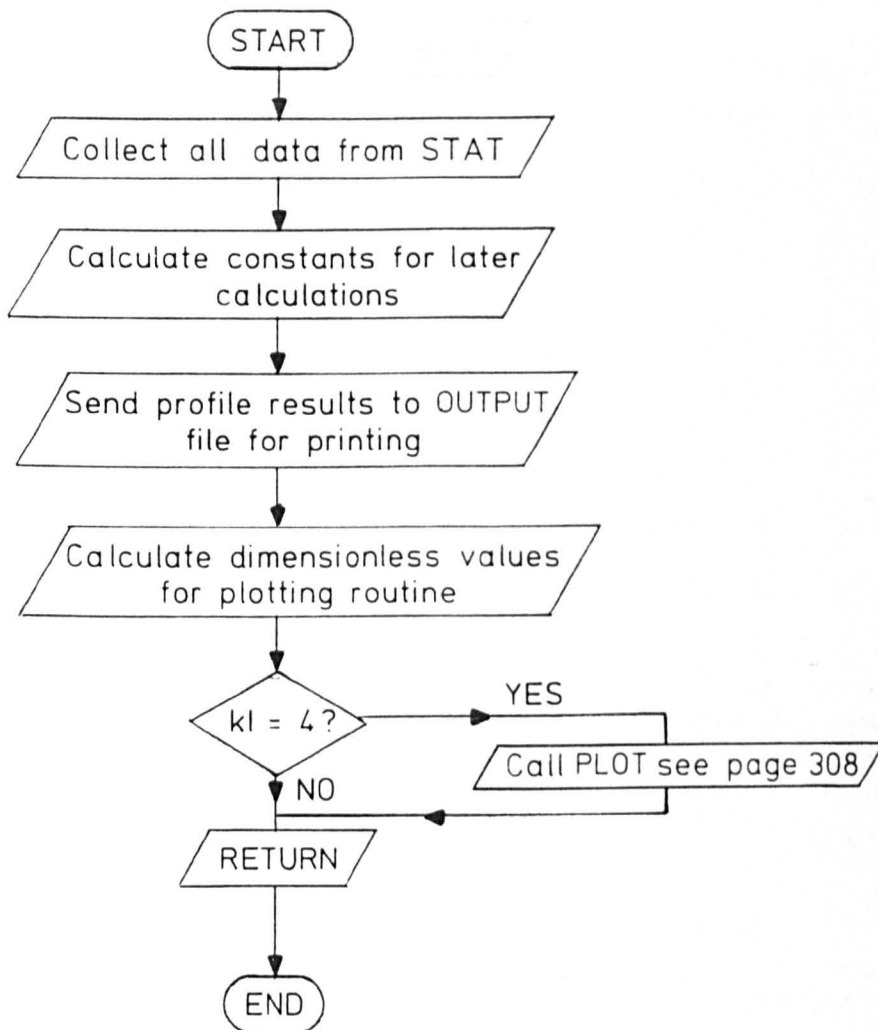 START
Collect all data from STAT
Calculate constants for later
calculations
Send profile results to OUTPUT
file for printing
Calculate dimensionless values
for plotting routine
kl = 4?
YES
Call PLOT see page 308
NO
RETURN
END